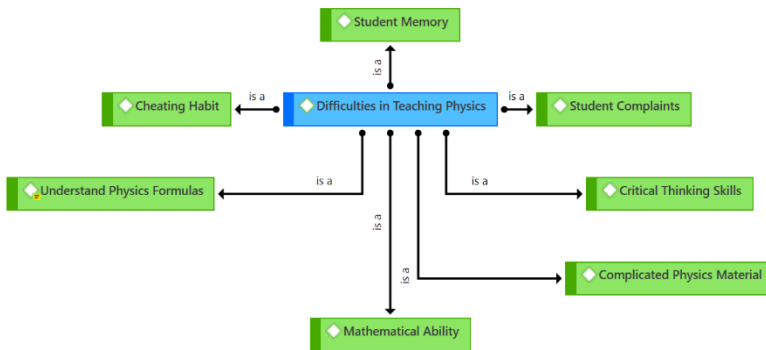 Student Memory
is a
Cheating Habit
is a
Difficulties in Teaching Physics
is a
Student Complaints
Understand Physics Formulas
is a
is a
Critical Thinking Skills
is a
is a
Complicated Physics Material
Mathematical Ability